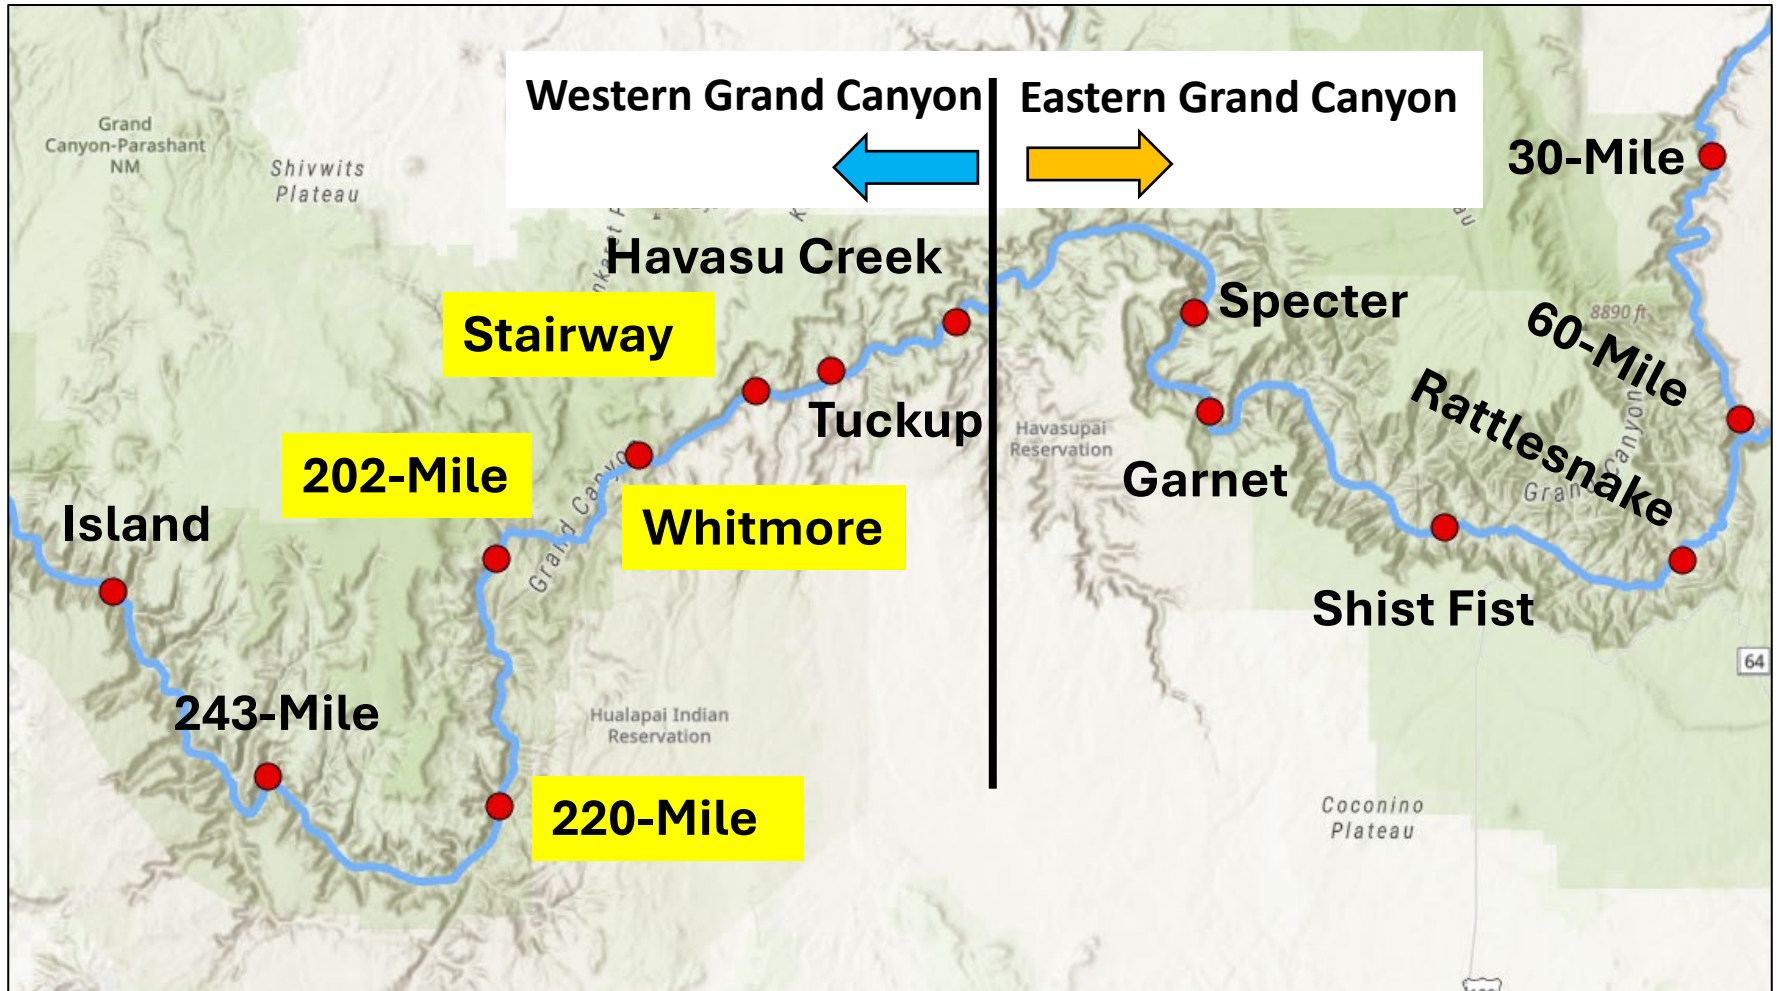 Western Grand Canyon
Eastern Grand Canyon
Grand
Canyon-Parashant
NM
Shivwits
Plateau
30-Mile
Havasu Creek
Specter
8890 ft
60-Mile
Stairway
Tuckup
Havasupai
Reservation
Rattlesnake
Grand Canyon
202-Mile
Whitmore
Garnet
Grand Canyon
Island
Shist Fist
64
243-Mile
Hualapai Indian
Reservation
220-Mile
Coconino
Plateau